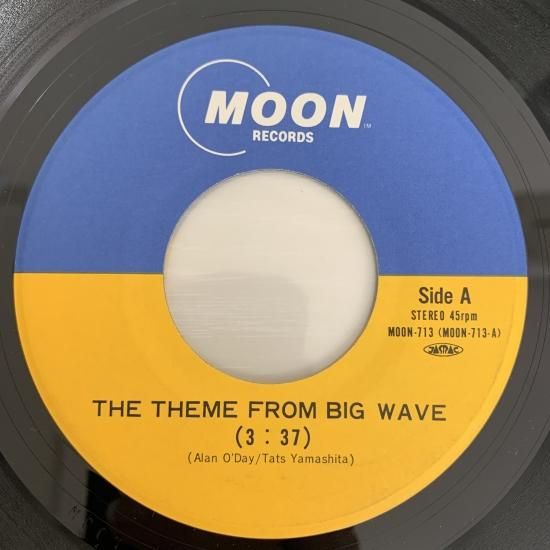 MOON
RECORDS
TM
Side A
STEREO 45rpm
MOON-713 (MOON-713-A)
JASRAC
THE THEME FROM BIG WAVE
(3 : 37)
(Alan O'Day/Tats Yamashita)